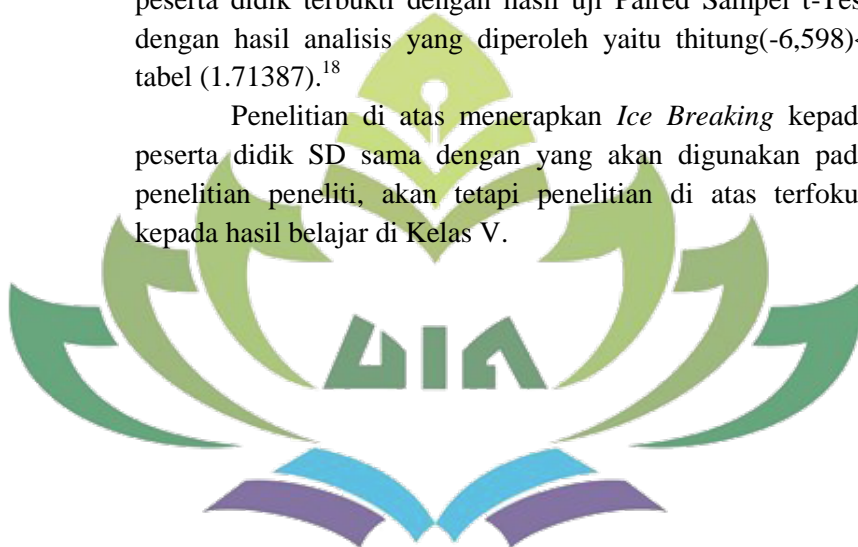 peserta didik terbukti dengan hasil uji Paired Sampel t-Tes
dengan hasil analisis yang diperoleh yaitu thitung(-6,598)<
tabel (1.71387).18
Penelitian di atas menerapkan Ice Breaking kepad
peserta didik SD sama dengan yang akan digunakan pad
penelitian peneliti, akan tetapi penelitian di atas terfoku
kepada hasil belajar di Kelas V.
UIN